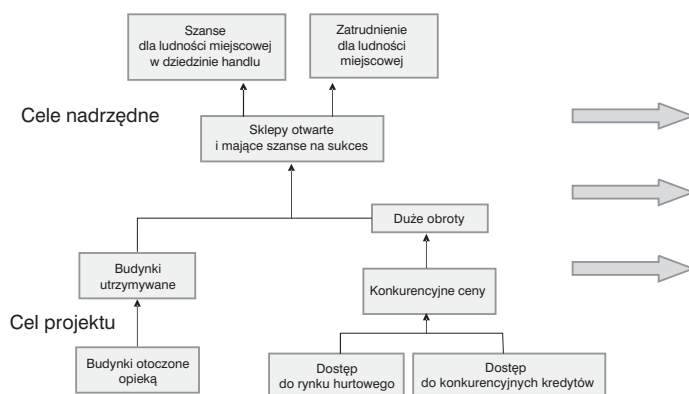 Szanse
dla ludności miejscowej
w dziedzinie handlu
Zatrudnienie
dla ludności
miejscowej
Cele nadrzędne
Sklepy otwarte
i mające szanse na sukces
Duże obroty
Budynki
utrzymywane
Konkurencyjne ceny
Cel projektu
Budynki otoczone
opieką
Dostęp
do rynku hurtowego
Dostęp
do konkurencyjnych kredytów